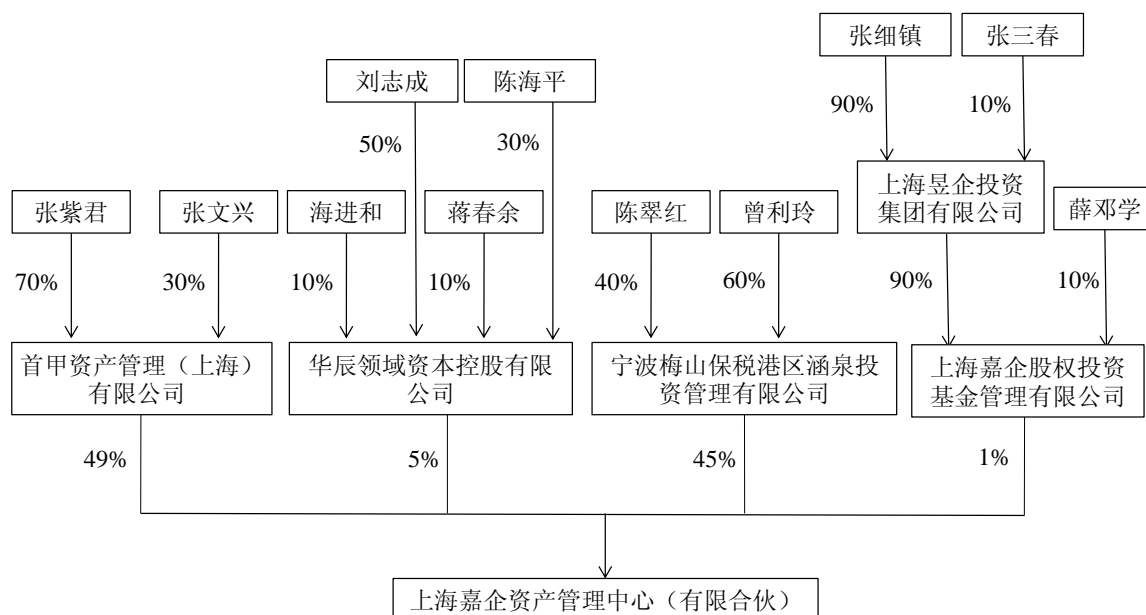 张细镇
张三春
刘志成
陈海平
90%
10%
50%
30%
上海昱企投资
集团有限公司
张紫君
张文兴
海进和
蒋春余
陈翠红
曾利玲
薛邓学
70%
30%
10%
10%
40%
60%
90%
10%
首甲资产管理（上海）
有限公司
华辰领域资本控股有限
公司
宁波梅山保税港区涵泉投
资管理有限公司
上海嘉企股权投资
基金管理有限公司
49%
5%
45%
1%
上海嘉企资产管理中心（有限合伙）